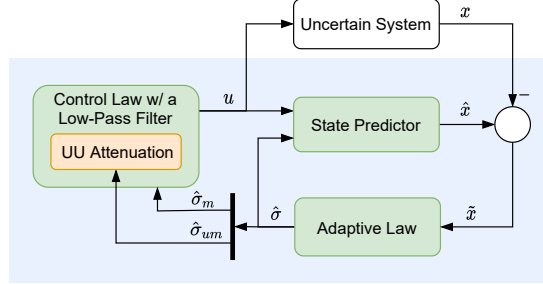 Uncertain System
x
Control Law w/ a
Low-Pass Filter
u
UU Attenuation
State Predictor
x̂
−
σ̂ₘ
σ̂ᵤₘ
σ̂
Adaptive Law
x̃